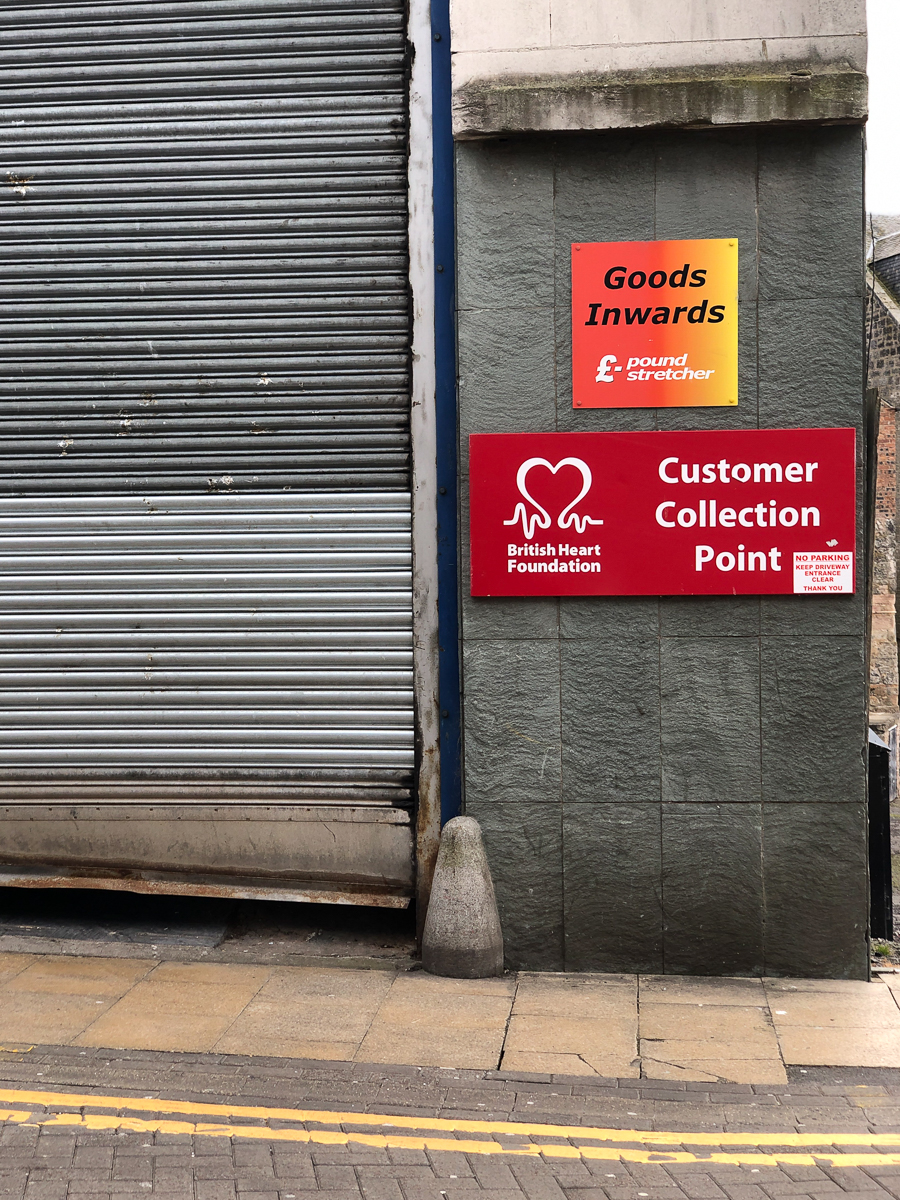 Goods
Inwards
£- pound
stretcher
British Heart
Foundation
Customer
Collection
Point
NO PARKING
KEEP DRIVEWAY
ENTRANCE
CLEAR
THANK YOU